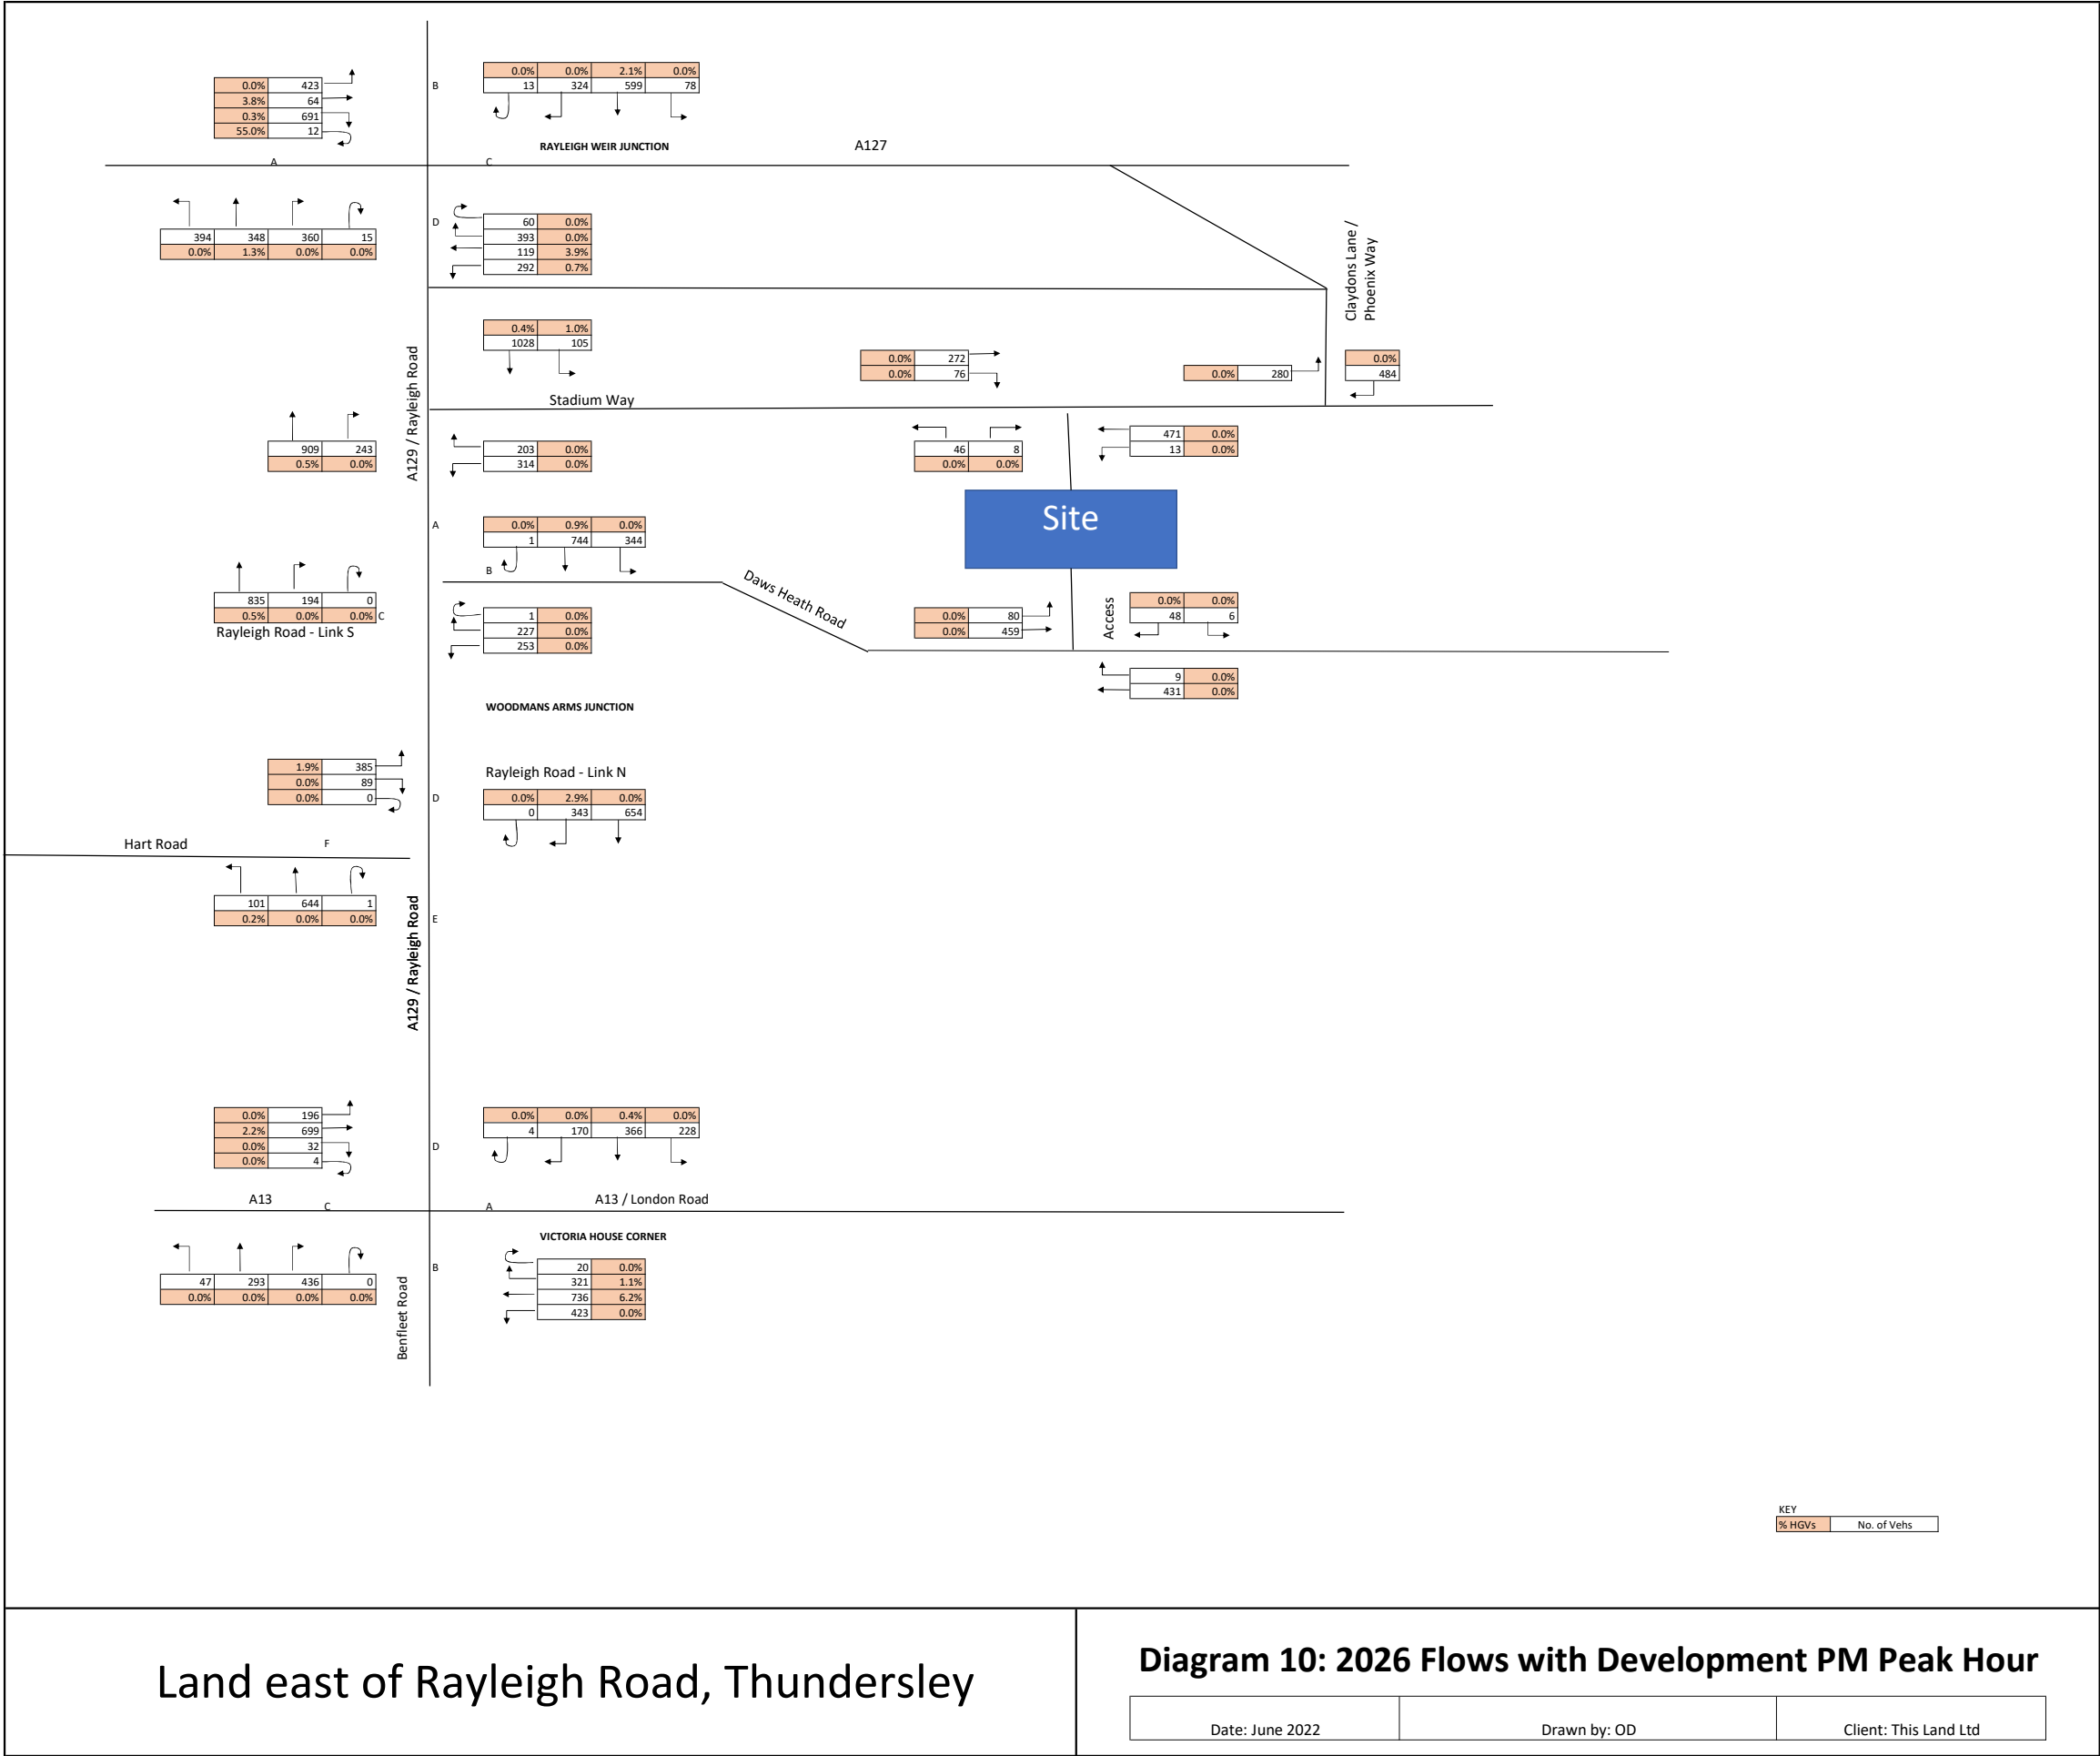 0.0% 0.0% 2.1% 0.0%
13 324 599 78
0.0% 423
3.8% 64
0.3% 691
55.0% 12
B
RAYLEIGH WEIR JUNCTION
A127
A
C
394 348 360 15
0.0% 1.3% 0.0% 0.0%
D
60 0.0%
393 0.0%
119 3.9%
292 0.7%
Claydons Lane /
Phoenix Way
A129 / Rayleigh Road
0.4% 1.0%
1028 105
0.0% 272
0.0% 76
0.0% 280
0.0%
484
Stadium Way
909 243
0.5% 0.0%
203 0.0%
314 0.0%
46 8
0.0% 0.0%
471 0.0%
13 0.0%
Site
A
0.0% 0.9% 0.0%
1 744 344
B
835 194 0
0.5% 0.0% 0.0% C
Rayleigh Road - Link S
1 0.0%
227 0.0%
253 0.0%
Daws Heath Road
0.0% 80
0.0% 459
Access
0.0% 0.0%
48 6
9 0.0%
431 0.0%
WOODMANS ARMS JUNCTION
1.9% 385
0.0% 89
0.0% 0
Rayleigh Road - Link N
D
0.0% 2.9% 0.0%
0 343 654
Hart Road
F
101 644 1
0.2% 0.0% 0.0%
E
A129 / Rayleigh Road
0.0% 196
2.2% 699
0.0% 32
0.0% 4
D
0.0% 0.0% 0.4% 0.0%
4 170 366 228
A13
C
A
A13 / London Road
VICTORIA HOUSE CORNER
47 293 436 0
0.0% 0.0% 0.0% 0.0%
Benfleet Road
B
20 0.0%
321 1.1%
736 6.2%
423 0.0%
KEY
% HGVs No. of Vehs
Land east of Rayleigh Road, Thundersley
Diagram 10: 2026 Flows with Development PM Peak Hour
Date: June 2022
Drawn by: OD
Client: This Land Ltd